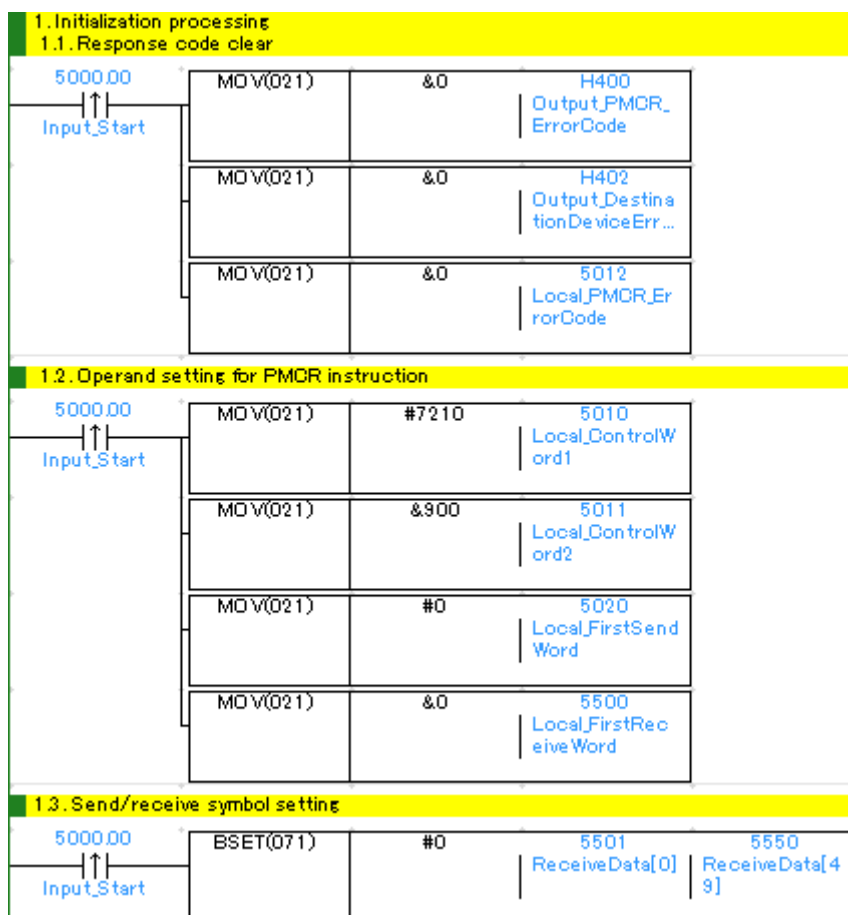 1.Initialization processing
1.1.Response code clear
5000.00
Input_Start
MOV(021)
&0
H400
Output_PMCR_
ErrorCode
MOV(021)
&0
H402
Output_Destina
tionDeviceErr...
MOV(021)
&0
5012
Local_PMCR_Er
rorCode
1.2.Operand setting for PMCR instruction
5000.00
Input_Start
MOV(021)
#7210
5010
Local_ControlW
ord1
MOV(021)
&900
5011
Local_ControlW
ord2
MOV(021)
#0
5020
Local_FirstSend
Word
MOV(021)
&0
5500
Local_FirstRec
eiveWord
1.3.Send/receive symbol setting
5000.00
Input_Start
BSET(071)
#0
5501
ReceiveData[0]
5550
ReceiveData[4
9]